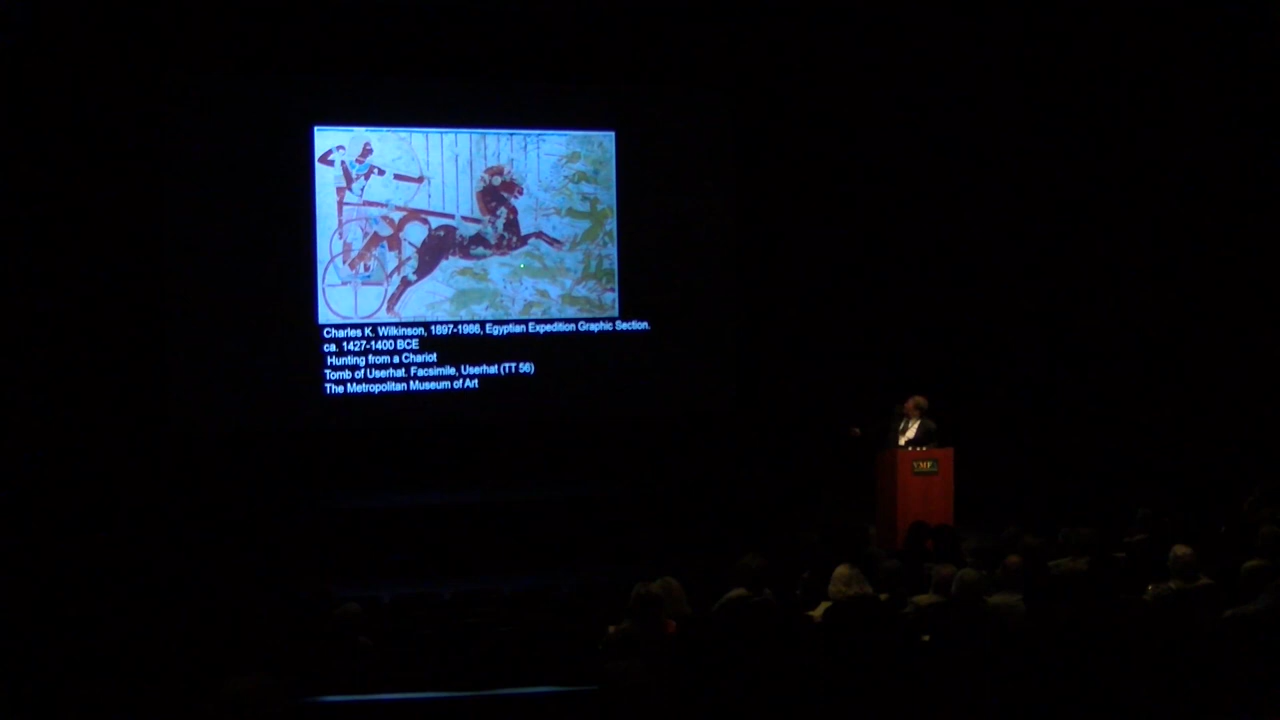 Charles K. Wilkinson, 1897-1986, Egyptian Expedition Graphic Section.
ca. 1427-1400 BCE
Hunting from a Chariot
Tomb of Userhat. Facsimile, Userhat (TT 56)
The Metropolitan Museum of Art
VMFA